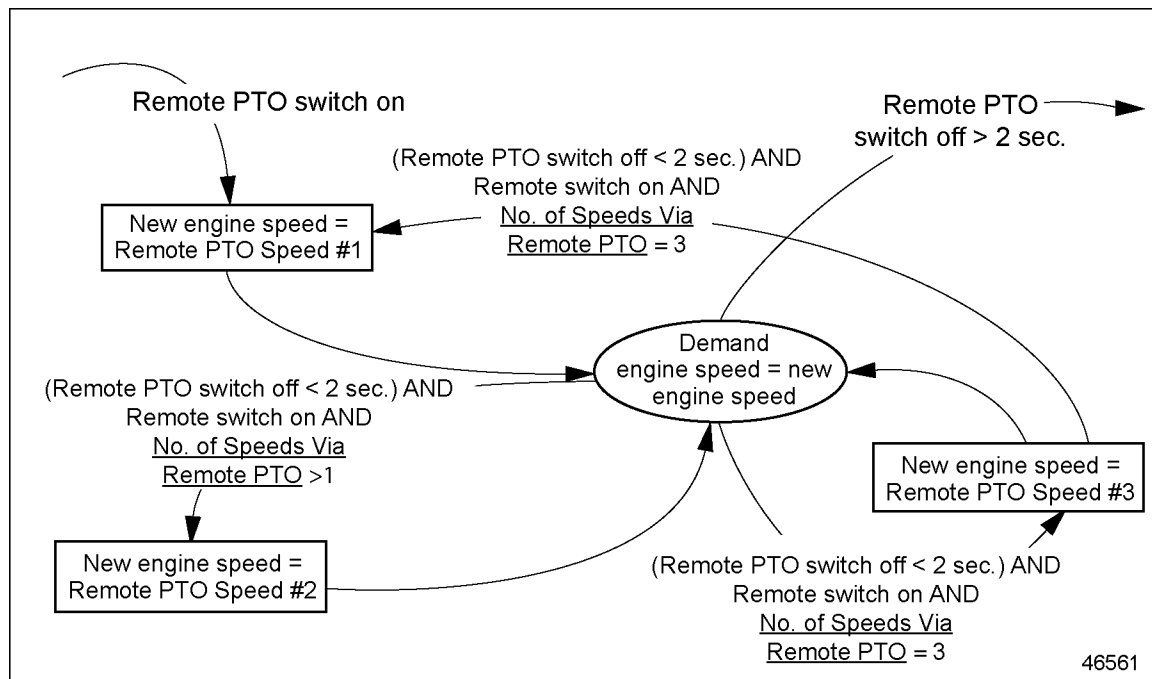 Remote PTO switch on
Remote PTO
switch off > 2 sec.
(Remote PTO switch off < 2 sec.) AND
Remote switch on AND
No. of Speeds Via
Remote PTO = 3
New engine speed =
Remote PTO Speed #1
Demand
engine speed = new
engine speed
(Remote PTO switch off < 2 sec.) AND
Remote switch on AND
No. of Speeds Via
Remote PTO >1
New engine speed =
Remote PTO Speed #3
New engine speed =
Remote PTO Speed #2
(Remote PTO switch off < 2 sec.) AND
Remote switch on AND
No. of Speeds Via
Remote PTO = 3
46561